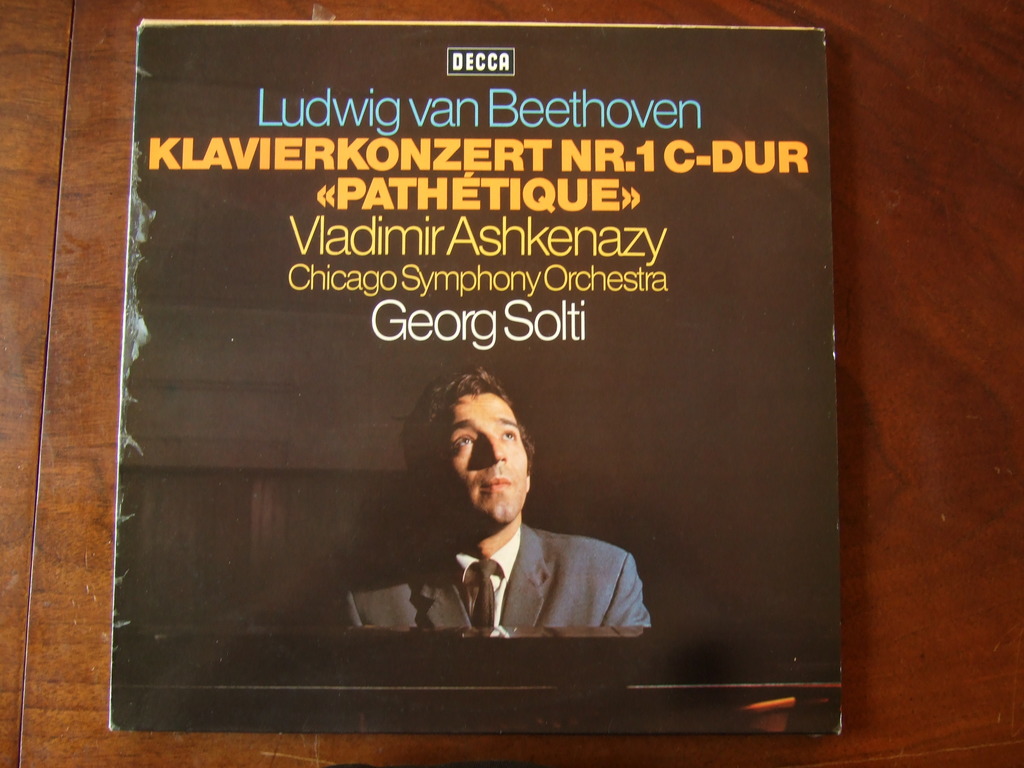 DECCA
Ludwig van Beethoven
KLAVIERKONZERT NR.1 C-DUR
«PATHÉTIQUE»
Vladimir Ashkenazy
Chicago Symphony Orchestra
Georg Solti